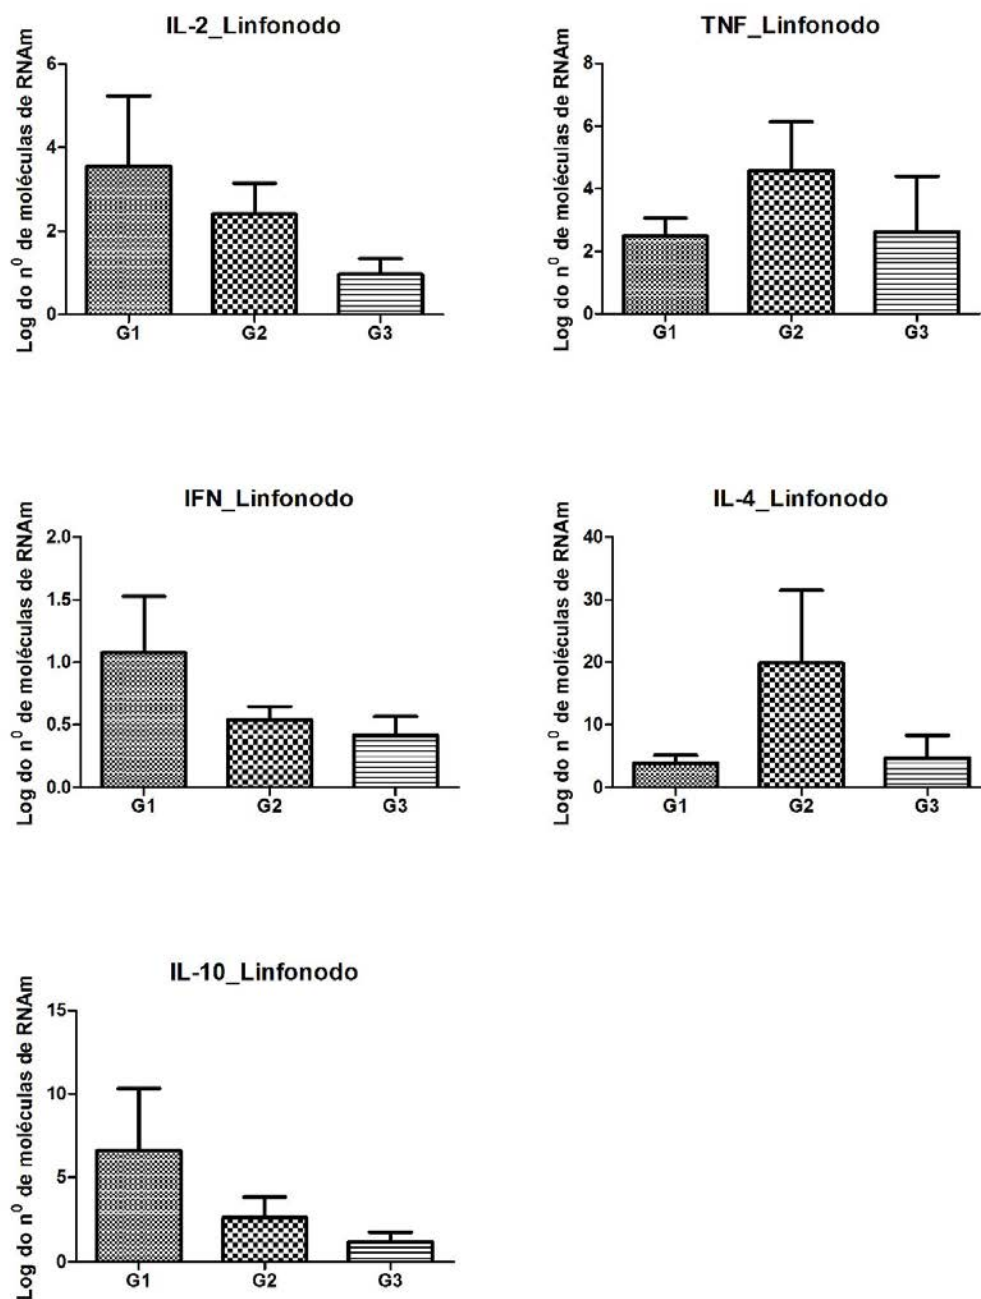 IL-2_Linfonodo
Log do n⁰ de moléculas de RNAm
6
4
2
0
G1 G2 G3
TNF_Linfonodo
Log do n⁰ de moléculas de RNAm
8
6
4
2
0
G1 G2 G3
IFN_Linfonodo
Log do n⁰ de moléculas de RNAm
2.0
1.5
1.0
0.5
0.0
G1 G2 G3
IL-4_Linfonodo
Log do n⁰ de moléculas de RNAm
40
30
20
10
0
G1 G2 G3
IL-10_Linfonodo
Log do n⁰ de moléculas de RNAm
15
10
5
0
G1 G2 G3